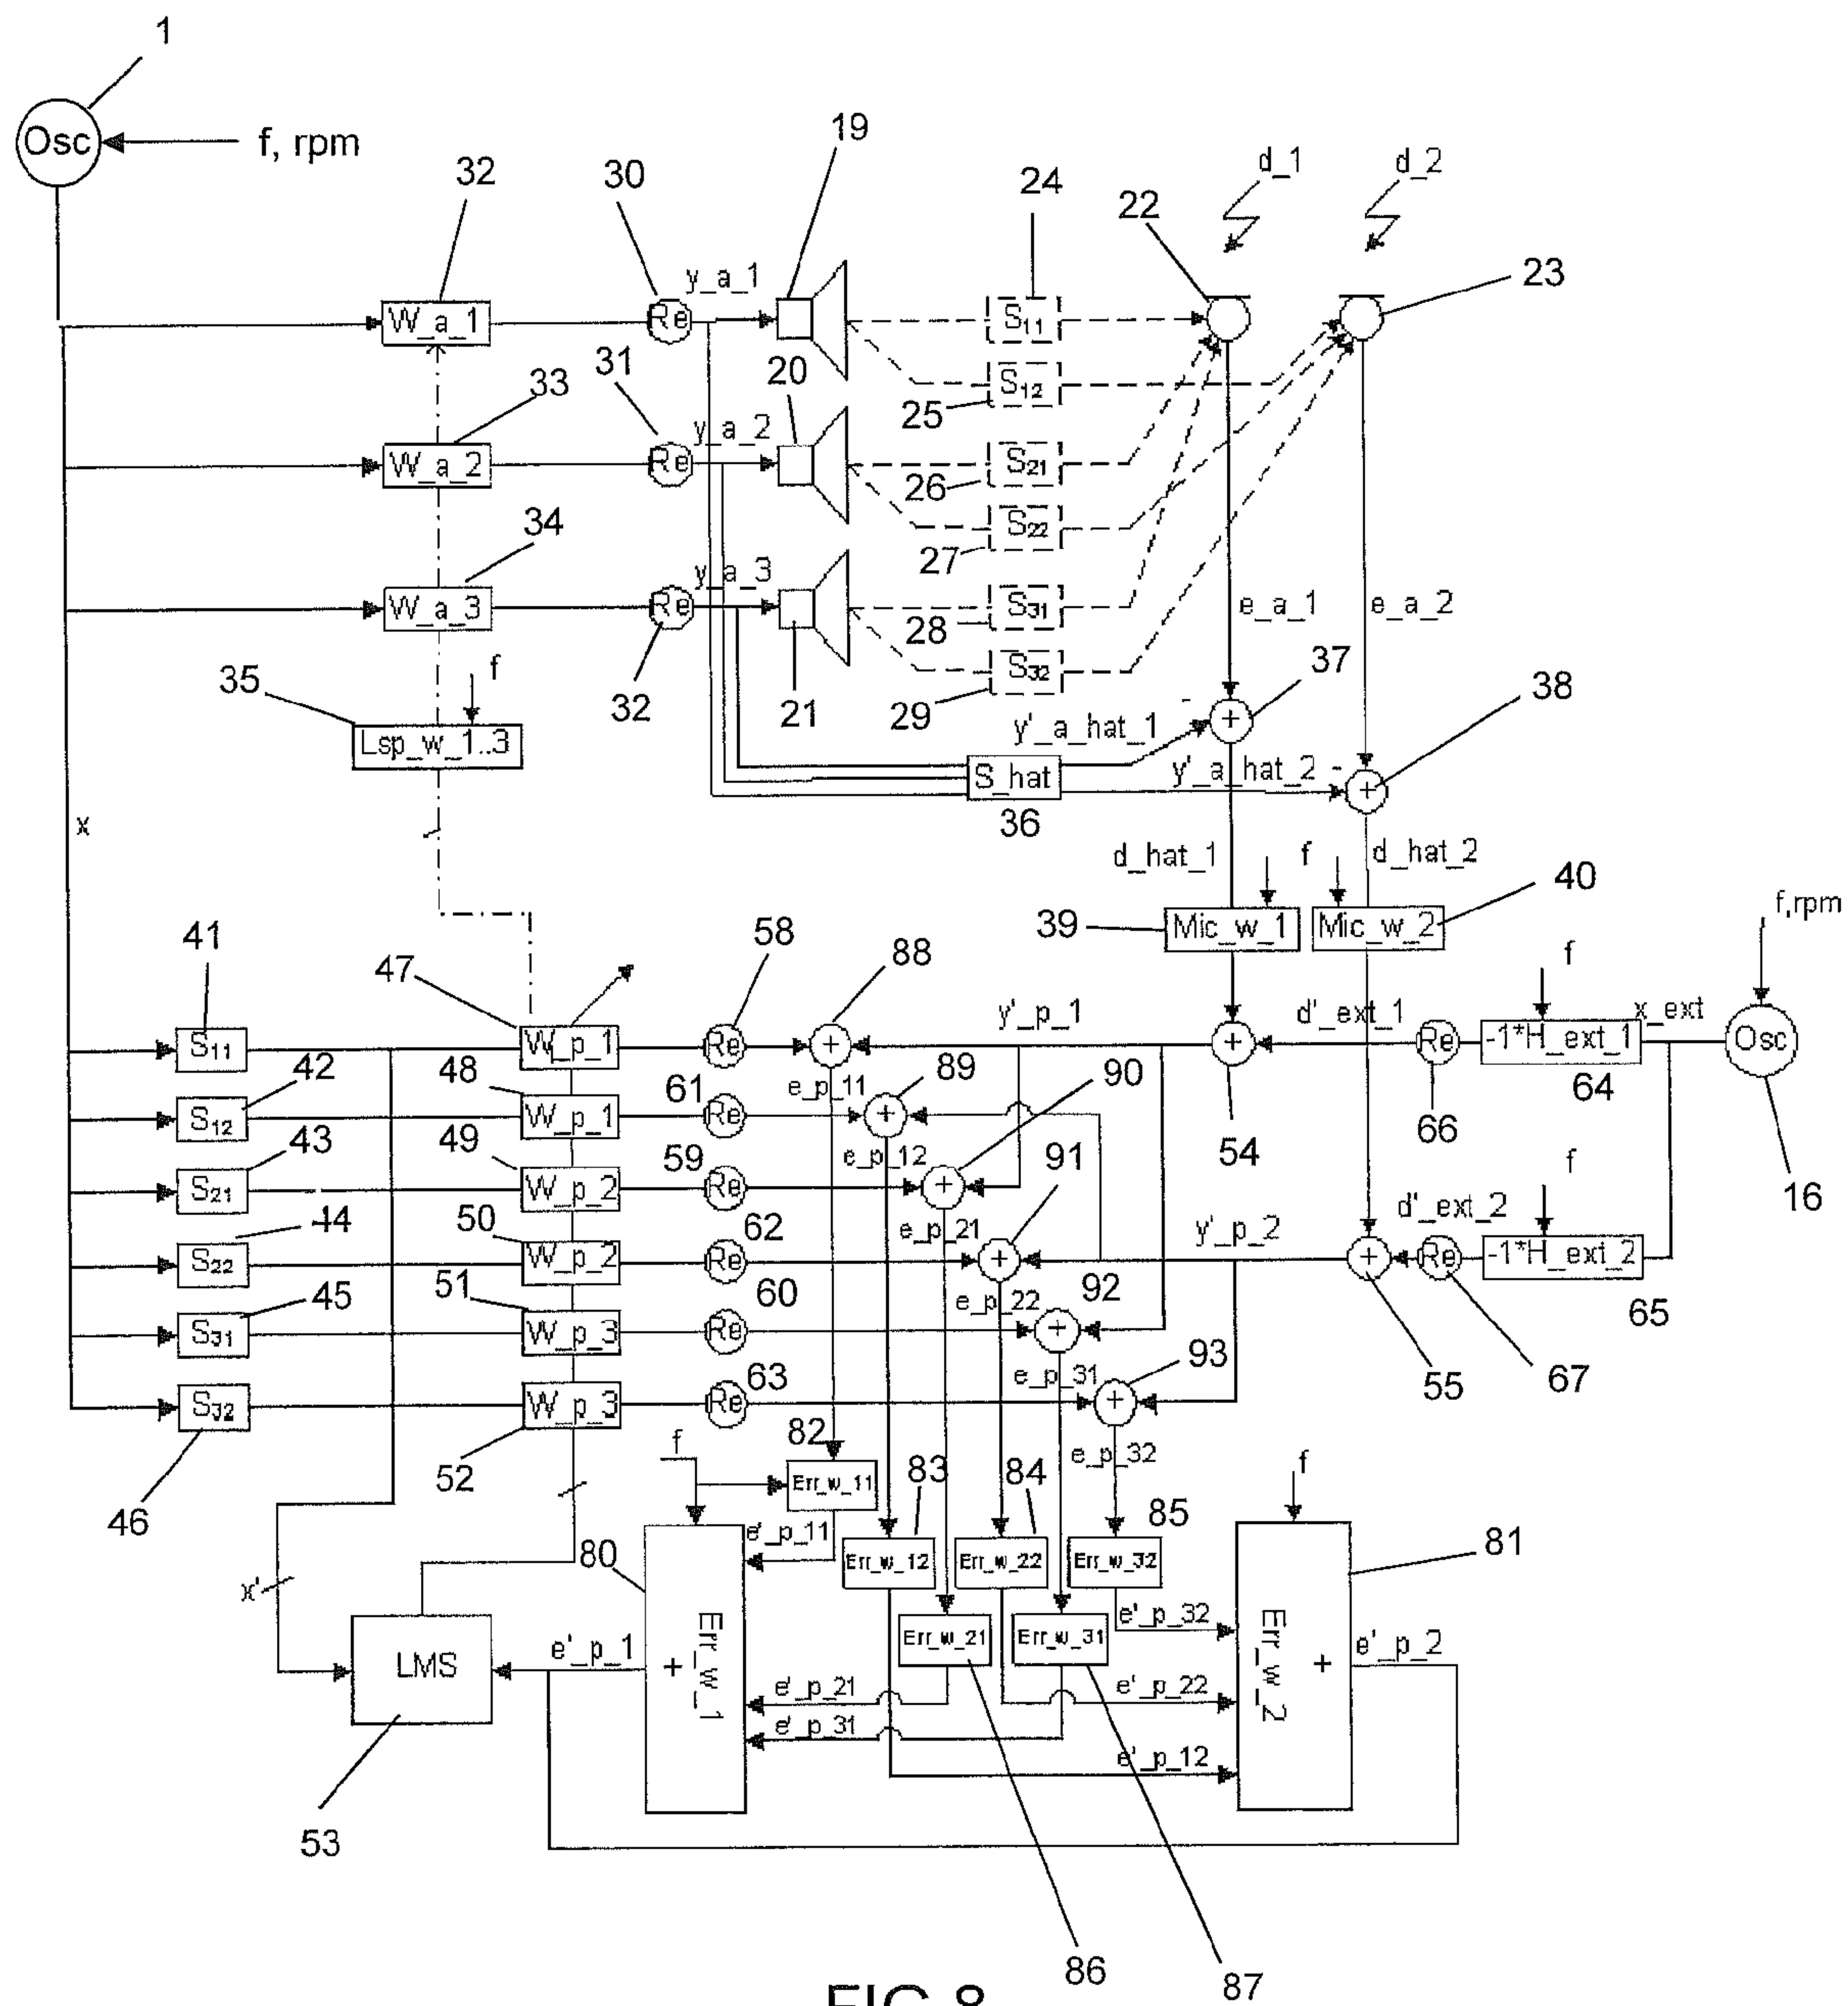 1
Osc
f, rpm
32
30
19
24
d_1
d_2
22
23
y_a_1
W_a_1
Re
S11
33
31
20
S12
25
y_a_2
W_a_2
Re
S21
26
34
S22
27
y_a_3
W_a_3
Re
S31
28
e_a_1
e_a_2
35
f
32
21
S32
29
37
38
-
Lsp_w_1..3
y'_a_hat_1
+
S_hat
y'_a_hat_2
-
+
36
x
d_hat_1
f
d_hat_2
40
39
Mic_w_1
Mic_w_2
f,rpm
41
47
58
88
f
y'_p_1
d'_ext_1
x_ext
S11
W_p_1
Re
+
+
Re
-1*H_ext_1
Osc
42
48
61
e_p_11
89
90
64
66
S12
W_p_1
Re
+
54
43
49
59
e_p_12
91
f
16
S21
W_p_2
Re
+
44
50
62
e_p_21
y'_p_2
d'_ext_2
S22
W_p_2
Re
+
+
Re
-1*H_ext_2
45
51
60
e_p_22
92
65
S31
W_p_3
Re
+
63
e_p_31
93
55
67
S32
W_p_3
Re
+
46
52
f
82
83
84
e_p_32
f
Err_w_11
85
80
e'_p_11
Err_w_12
Err_w_22
Err_w_32
81
x'
e'_p_32
LMS
e'_p_1
+
Err_w_1
Err_w_21
Err_w_31
Err_w_2
+
e'_p_2
e'_p_21
e'_p_22
e'_p_31
e'_p_12
53
86
87
FIG 8